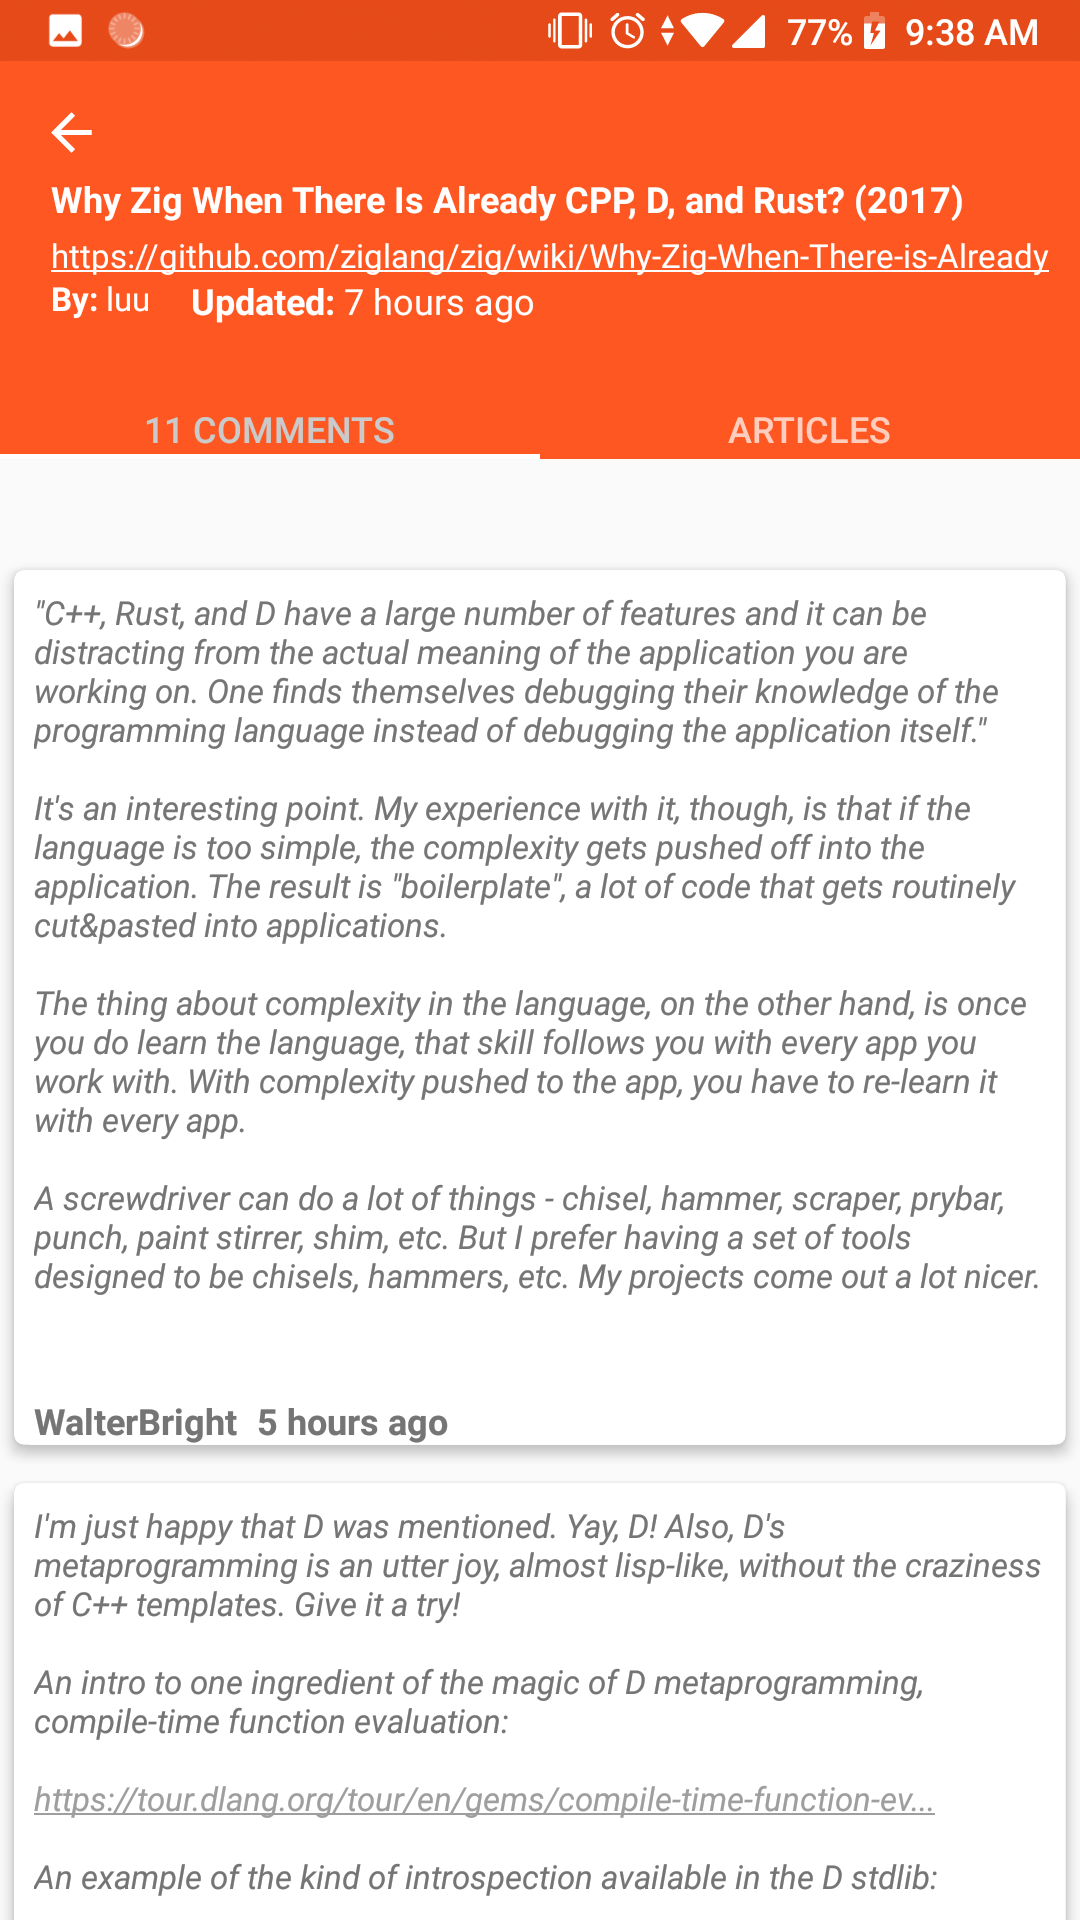 77% 9:38 AM
Why Zig When There Is Already CPP, D, and Rust? (2017)
https://github.com/ziglang/zig/wiki/Why-Zig-When-There-is-Already
By: luu Updated: 7 hours ago
11 COMMENTS ARTICLES
"C++, Rust, and D have a large number of features and it can be
distracting from the actual meaning of the application you are
working on. One finds themselves debugging their knowledge of the
programming language instead of debugging the application itself."
It's an interesting point. My experience with it, though, is that if the
language is too simple, the complexity gets pushed off into the
application. The result is "boilerplate", a lot of code that gets routinely
cut&pasted into applications.
The thing about complexity in the language, on the other hand, is once
you do learn the language, that skill follows you with every app you
work with. With complexity pushed to the app, you have to re-learn it
with every app.
A screwdriver can do a lot of things - chisel, hammer, scraper, prybar,
punch, paint stirrer, shim, etc. But I prefer having a set of tools
designed to be chisels, hammers, etc. My projects come out a lot nicer.
WalterBright 5 hours ago
I'm just happy that D was mentioned. Yay, D! Also, D's
metaprogramming is an utter joy, almost lisp-like, without the craziness
of C++ templates. Give it a try!
An intro to one ingredient of the magic of D metaprogramming,
compile-time function evaluation:
https://tour.dlang.org/tour/en/gems/compile-time-function-ev...
An example of the kind of introspection available in the D stdlib: